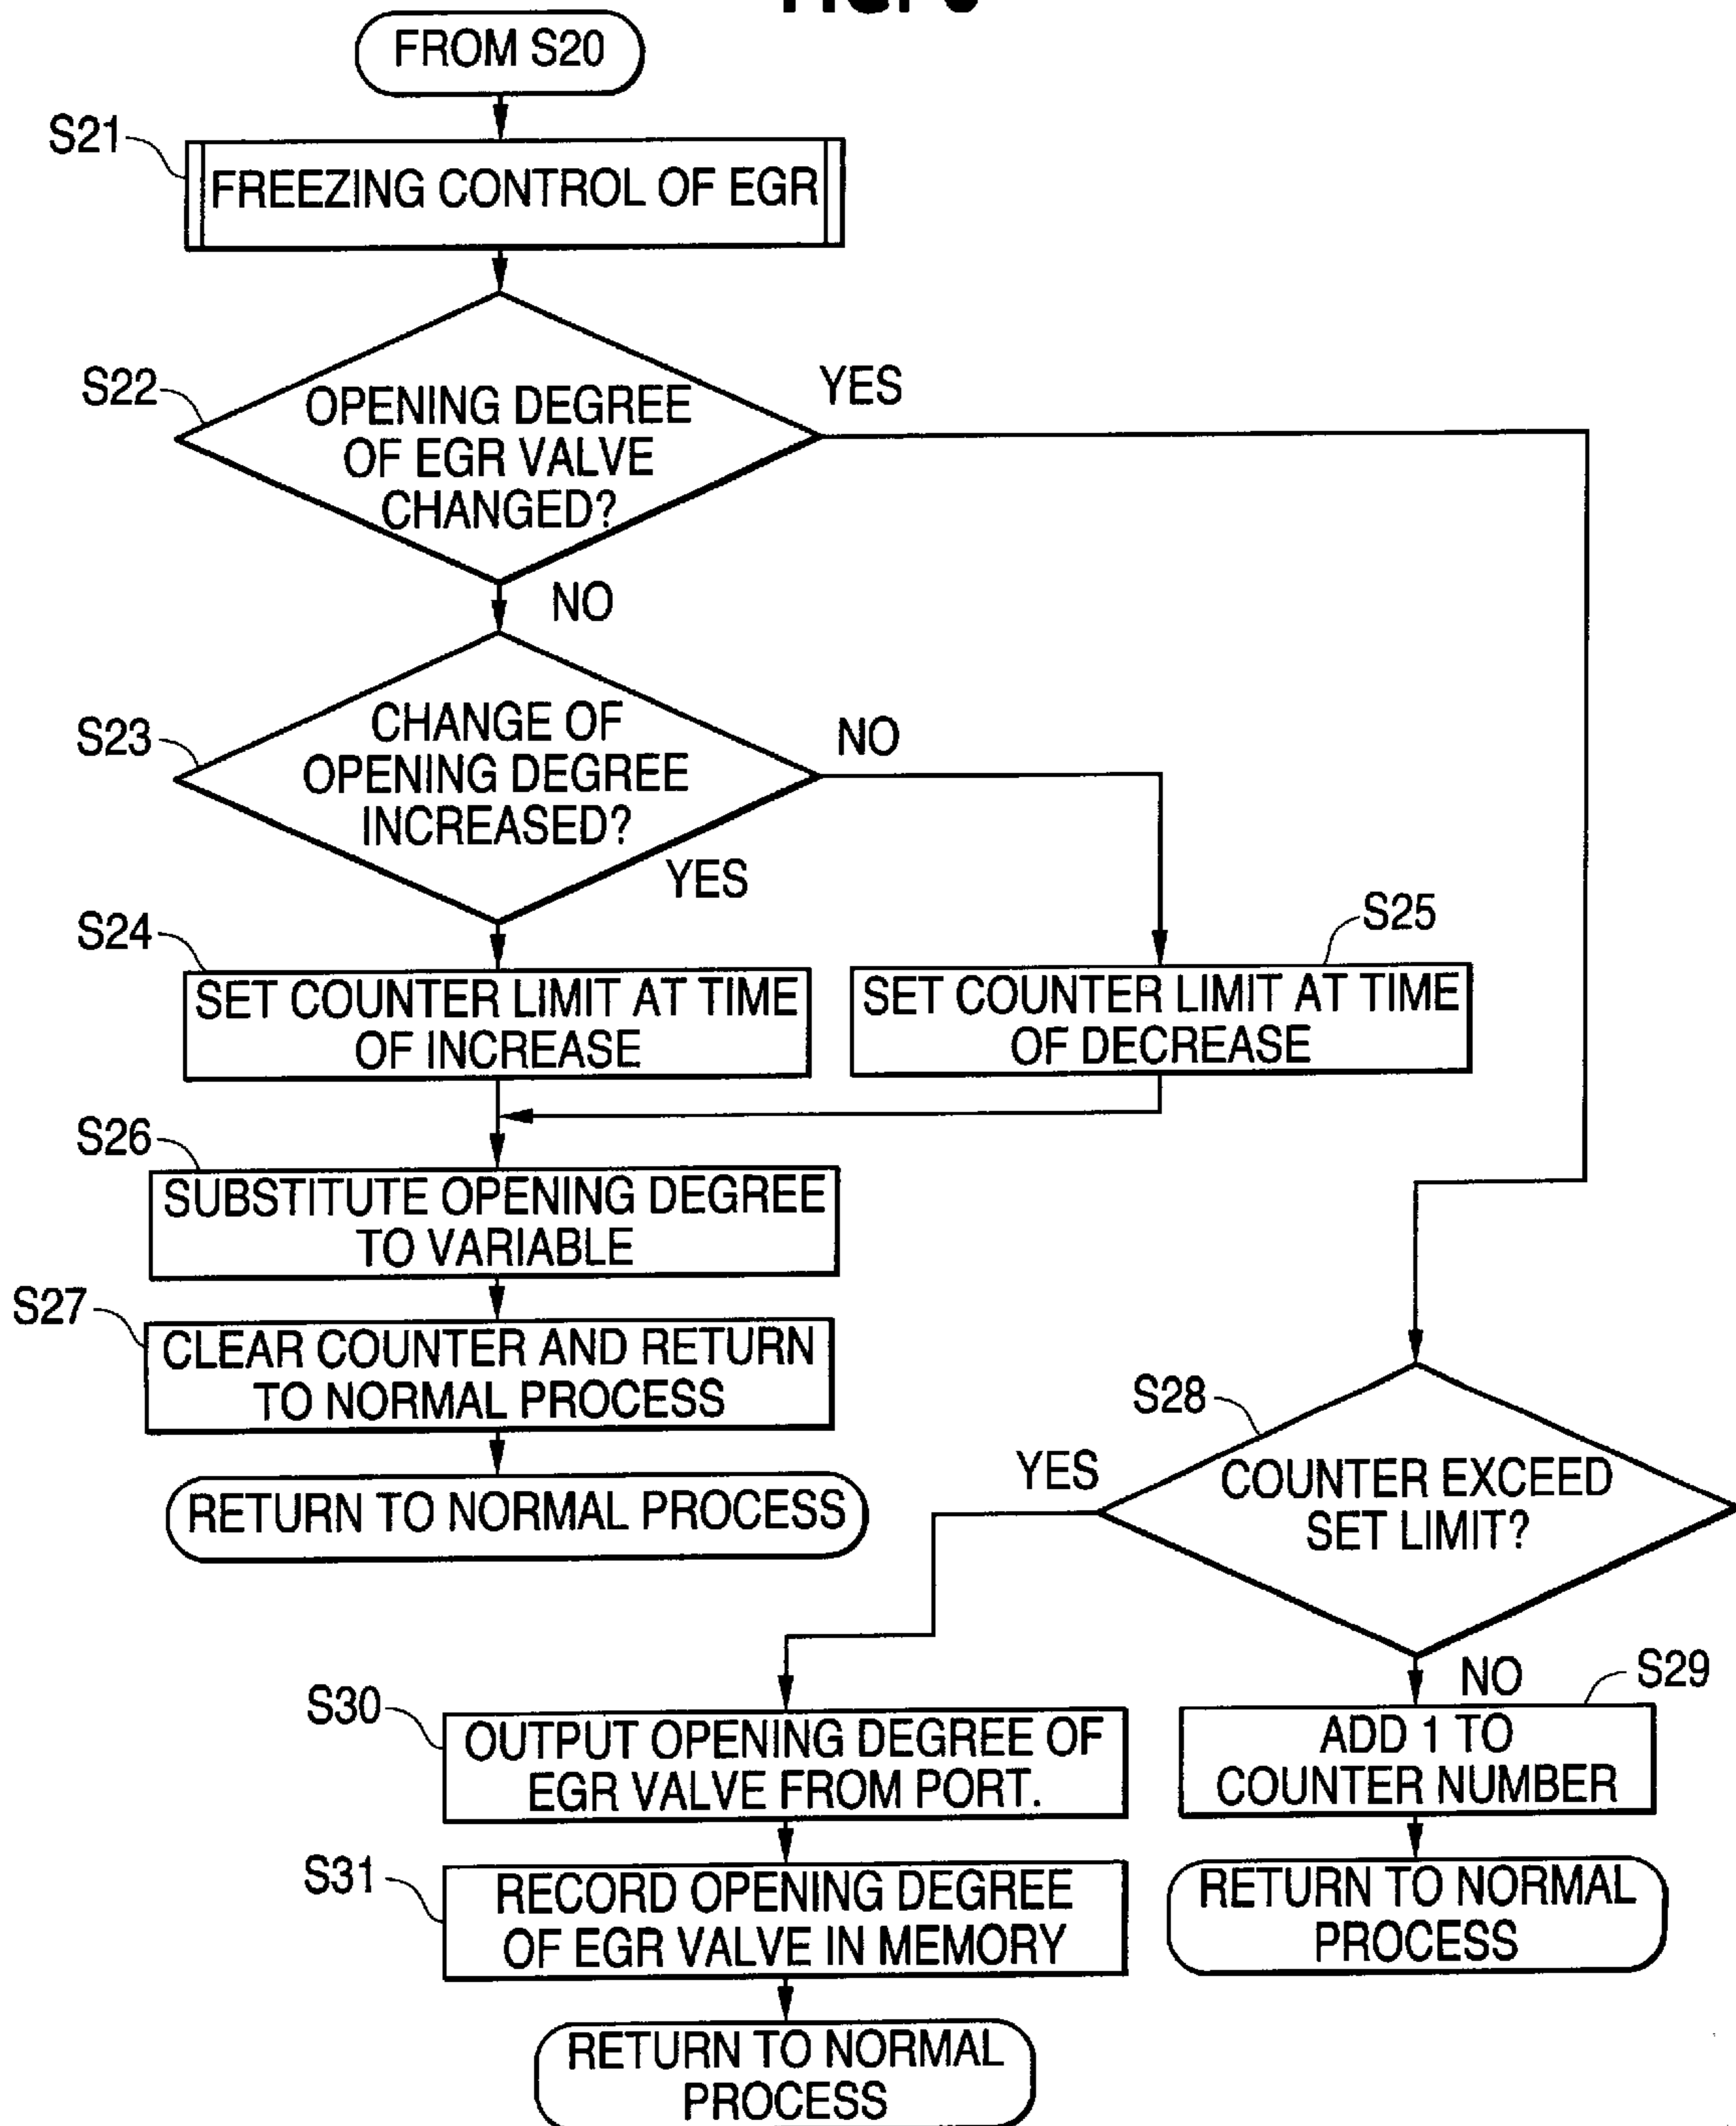 FROM S20
S21
FREEZING CONTROL OF EGR
S22
OPENING DEGREE
OF EGR VALVE
CHANGED?
YES
NO
S23
CHANGE OF
OPENING DEGREE
INCREASED?
NO
YES
S24
SET COUNTER LIMIT AT TIME
OF INCREASE
S25
SET COUNTER LIMIT AT TIME
OF DECREASE
S26
SUBSTITUTE OPENING DEGREE
TO VARIABLE
S27
CLEAR COUNTER AND RETURN
TO NORMAL PROCESS
RETURN TO NORMAL PROCESS
S28
COUNTER EXCEED
SET LIMIT?
YES
NO
S29
ADD 1 TO
COUNTER NUMBER
RETURN TO NORMAL
PROCESS
S30
OUTPUT OPENING DEGREE OF
EGR VALVE FROM PORT.
S31
RECORD OPENING DEGREE
OF EGR VALVE IN MEMORY
RETURN TO NORMAL
PROCESS